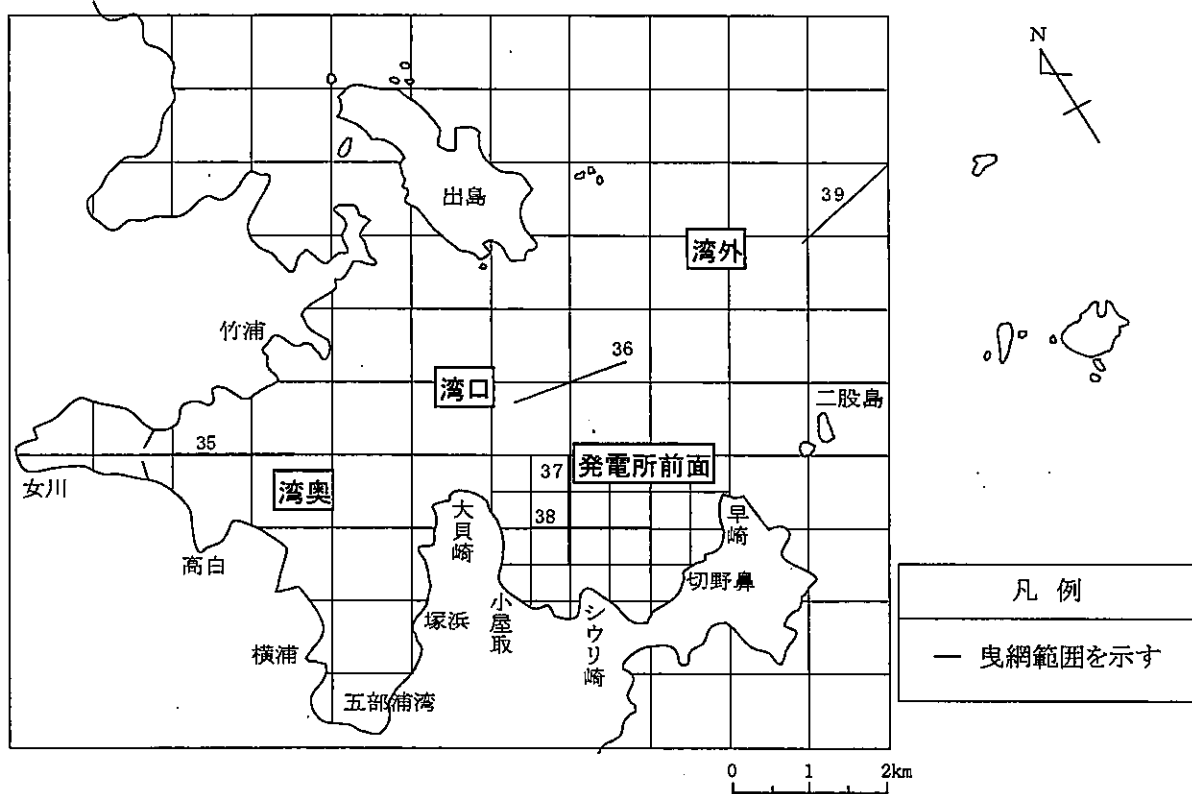 N
出島
39
湾外
竹浦
36
湾口
二股島
35
37
発電所前面
女川
湾奥
大貝崎
38
早崎
高白
切野鼻
凡例
塚浜
小屋取
シウリ崎
横浦
― 曳網範囲を示す
五部浦湾
0 1 2km